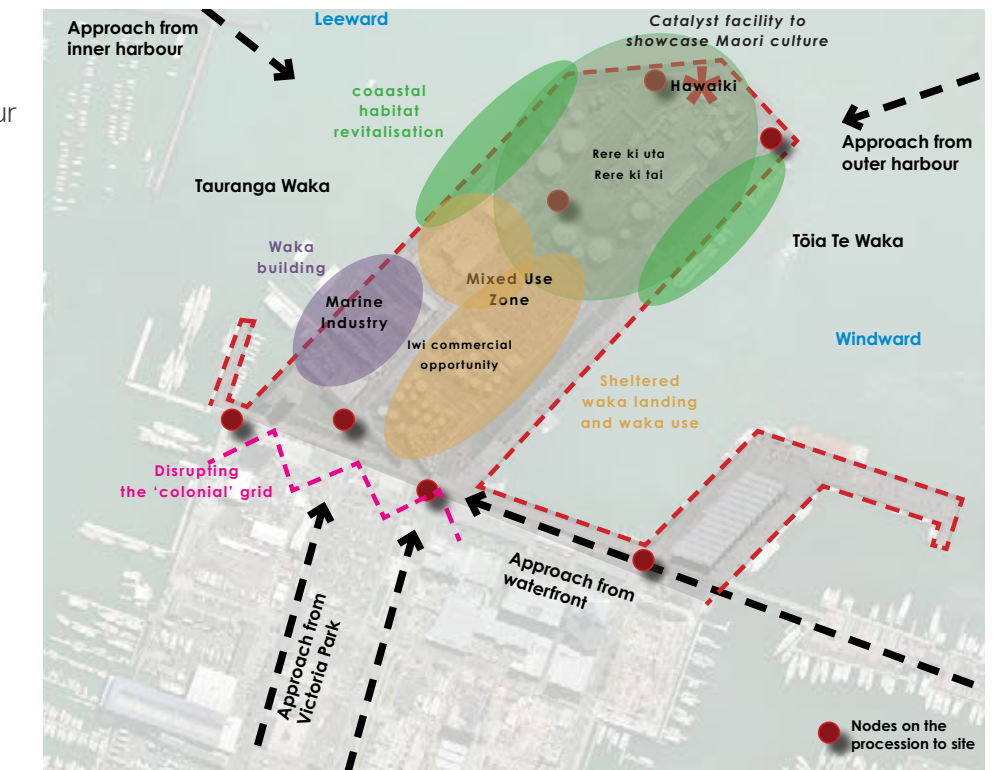 Leeward
Catalyst facility to
showcase Maori culture
Approach from
inner harbour
ur
coaastal
habitat
revitalisation
Hawaiki
Approach from
outer harbour
Rere ki uta
Rere ki tai
Tauranga Waka
Tōia Te Waka
Waka
building
Mixed Use
Zone
Marine
Industry
Iwi commercial
opportunity
Windward
Sheltered
waka landing
and waka use
Disrupting
the ‘colonial’ grid
Approach from
waterfront
Approach from
Victoria Park
Nodes on the
procession to site